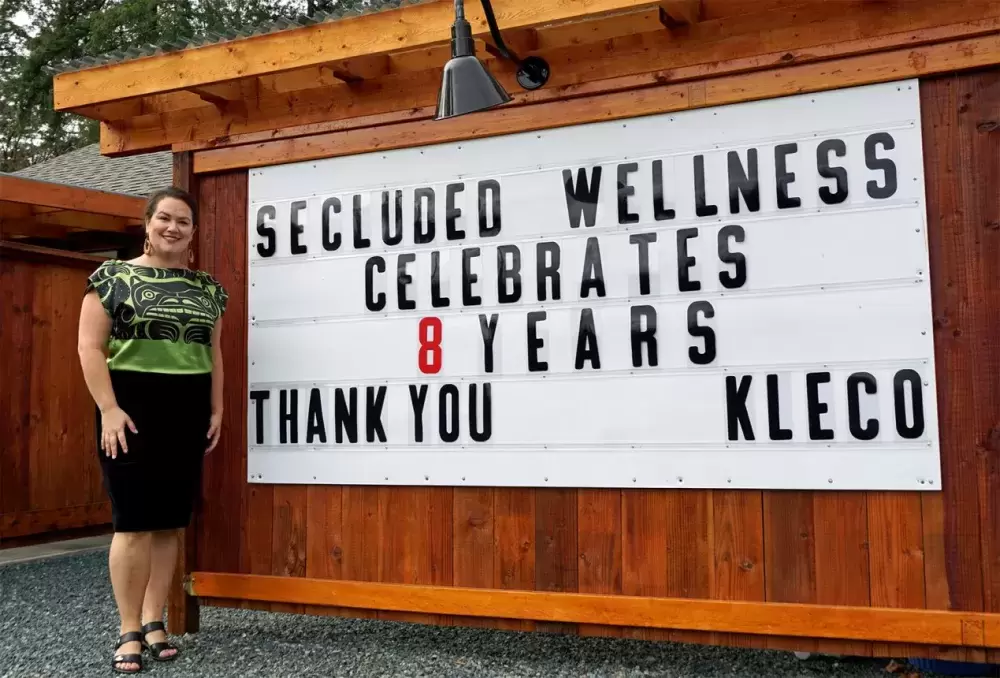 SECLUDED WELLNESS
CELEBRATES
8 YEARS
THANK YOU KLECO